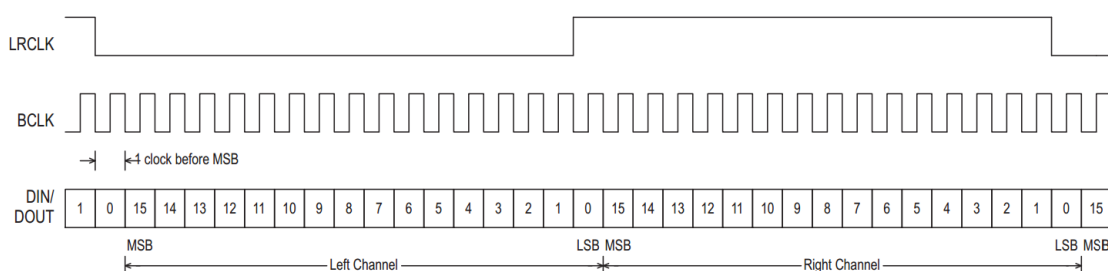 LRCLK
BCLK
1 clock before MSB
DIN/
DOUT
1 0 15 14 13 12 11 10 9 8 7 6 5 4 3 2 1 0 15 14 13 12 11 10 9 8 7 6 5 4 3 2 1 0 15
MSB LSB MSB LSB MSB
Left Channel Right Channel